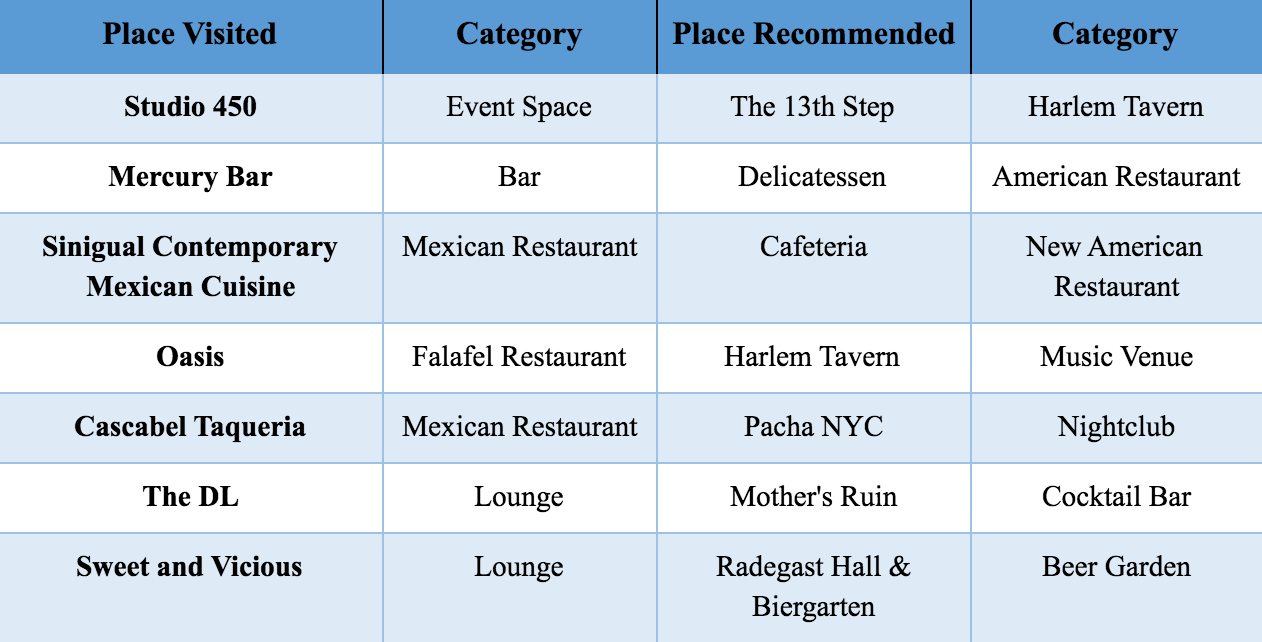 Place Visited Category Place Recommended Category
Studio 450 Event Space The 13th Step Harlem Tavern
Mercury Bar Bar Delicatessen American Restaurant
Sinigual Contemporary Mexican Restaurant Cafeteria New American
Mexican Cuisine Restaurant
Oasis Falafel Restaurant Harlem Tavern Music Venue
Cascabel Taqueria Mexican Restaurant Pacha NYC Nightclub
The DL Lounge Mother's Ruin Cocktail Bar
Sweet and Vicious Lounge Radegast Hall & Beer Garden
Biergarten